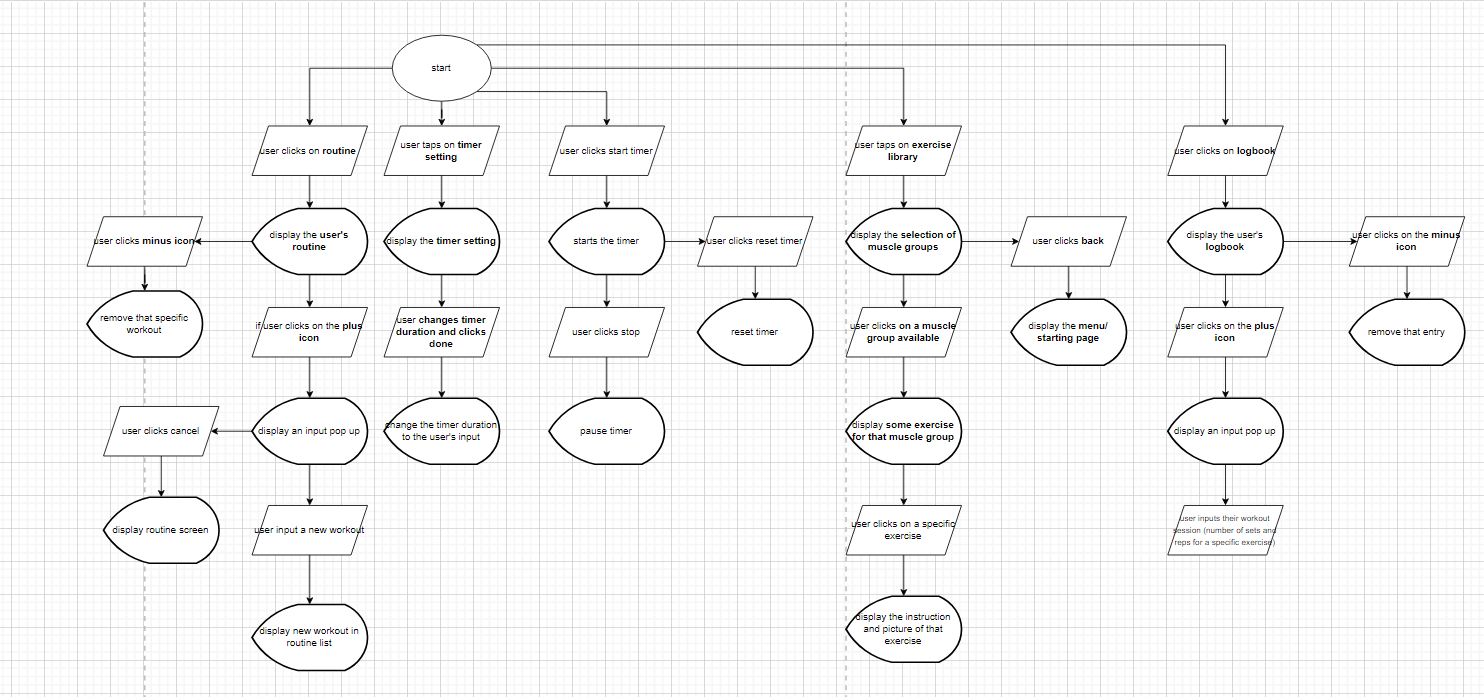 start
user clicks on routine
user taps on timer
setting
user clicks start timer
user taps on exercise
library
user clicks on logbook
user clicks minus icon
display the user's
routine
display the timer setting
starts the timer
user clicks reset timer
display the selection of
muscle groups
user clicks back
display the user's
logbook
user clicks on the minus
icon
remove that specific
workout
if user clicks on the plus
icon
user changes timer
duration and clicks
done
user clicks stop
reset timer
user clicks on a muscle
group available
display the menu/
starting page
user clicks on the plus
icon
remove that entry
user clicks cancel
display an input pop up
change the timer duration
to the user's input
pause timer
display some exercise
for that muscle group
display an input pop up
display routine screen
user input a new workout
user clicks on a specific
exercise
user inputs their workout
session (number of sets and
reps for a specific exercise)
display new workout in
routine list
display the instruction
and picture of that
exercise